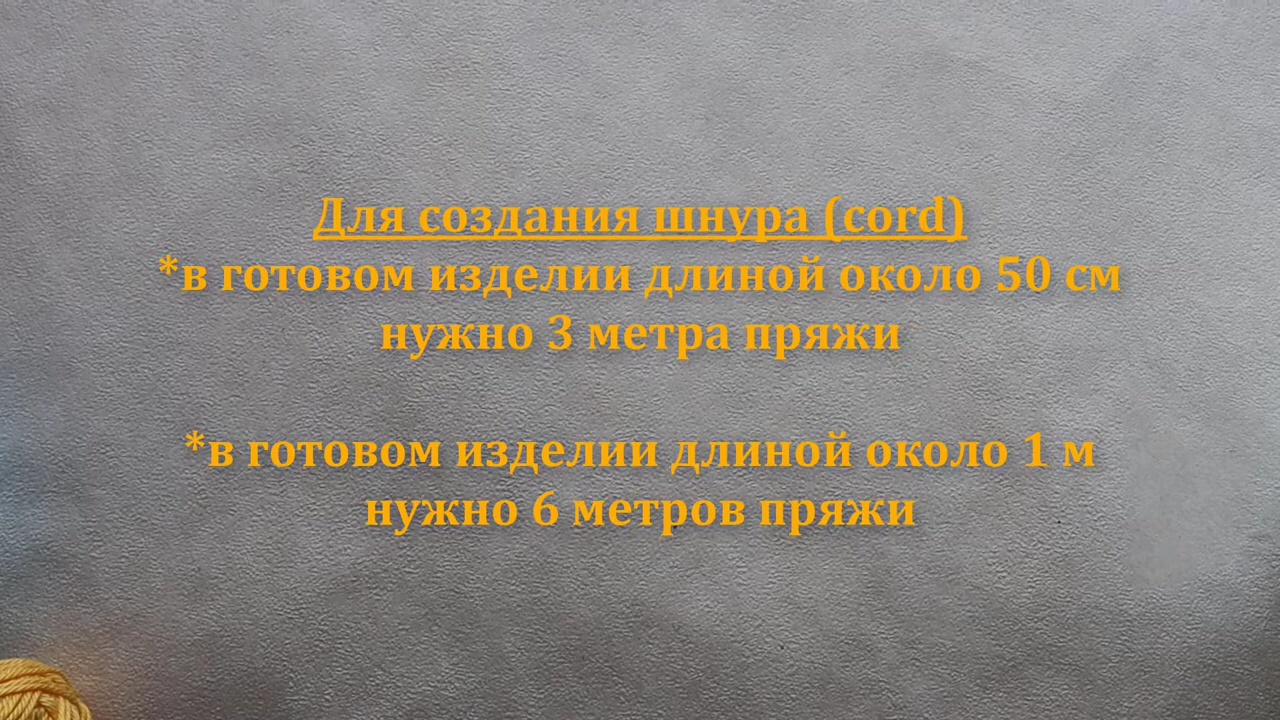 Для создания шнура (cord)
*в готовом изделии длиной около 50 см
нужно 3 метра пряжи
*в готовом изделии длиной около 1 м
нужно 6 метров пряжи